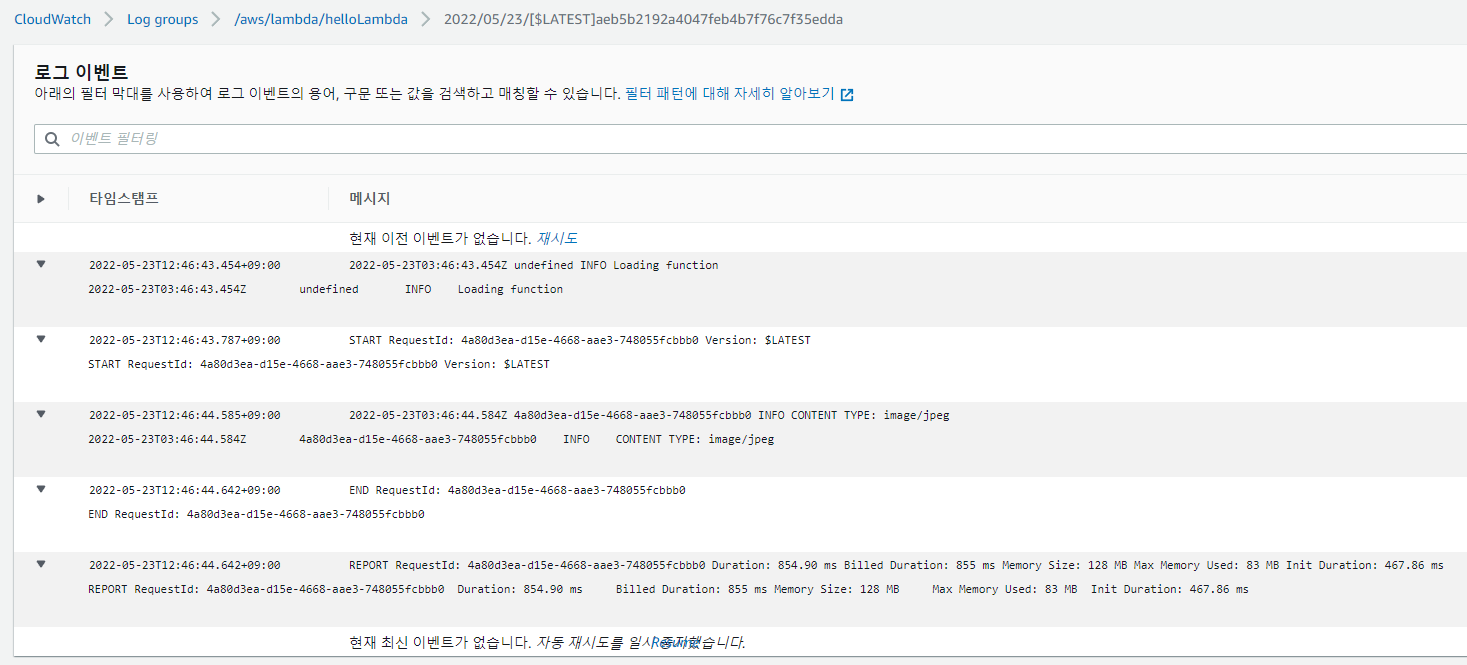 CloudWatch > Log groups > /aws/lambda/helloLambda > 2022/05/23/[$LATEST]aeb5b2192a4047feb4b7f76c7f35edda
로그 이벤트
아래의 필터 막대를 사용하여 로그 이벤트의 용어, 구문 또는 값을 검색하고 매칭할 수 있습니다. 필터 패턴에 대해 자세히 알아보기
이벤트 필터링
타임스탬프 메시지
현재 이전 이벤트가 없습니다. 재시도
2022-05-23T12:46:43.454+09:00 2022-05-23T03:46:43.454Z undefined INFO Loading function
2022-05-23T03:46:43.454Z undefined INFO Loading function
2022-05-23T12:46:43.787+09:00 START RequestId: 4a80d3ea-d15e-4668-aae3-748055fcbbb0 Version: $LATEST
START RequestId: 4a80d3ea-d15e-4668-aae3-748055fcbbb0 Version: $LATEST
2022-05-23T12:46:44.585+09:00 2022-05-23T03:46:44.584Z 4a80d3ea-d15e-4668-aae3-748055fcbbb0 INFO CONTENT TYPE: image/jpeg
2022-05-23T03:46:44.584Z 4a80d3ea-d15e-4668-aae3-748055fcbbb0 INFO CONTENT TYPE: image/jpeg
2022-05-23T12:46:44.642+09:00 END RequestId: 4a80d3ea-d15e-4668-aae3-748055fcbbb0
END RequestId: 4a80d3ea-d15e-4668-aae3-748055fcbbb0
2022-05-23T12:46:44.642+09:00 REPORT RequestId: 4a80d3ea-d15e-4668-aae3-748055fcbbb0 Duration: 854.90 ms Billed Duration: 855 ms Memory Size: 128 MB Max Memory Used: 83 MB Init Duration: 467.86 ms
REPORT RequestId: 4a80d3ea-d15e-4668-aae3-748055fcbbb0 Duration: 854.90 ms Billed Duration: 855 ms Memory Size: 128 MB Max Memory Used: 83 MB Init Duration: 467.86 ms
현재 최신 이벤트가 없습니다. 자동 재시도를 일시 중지했습니다. Resume